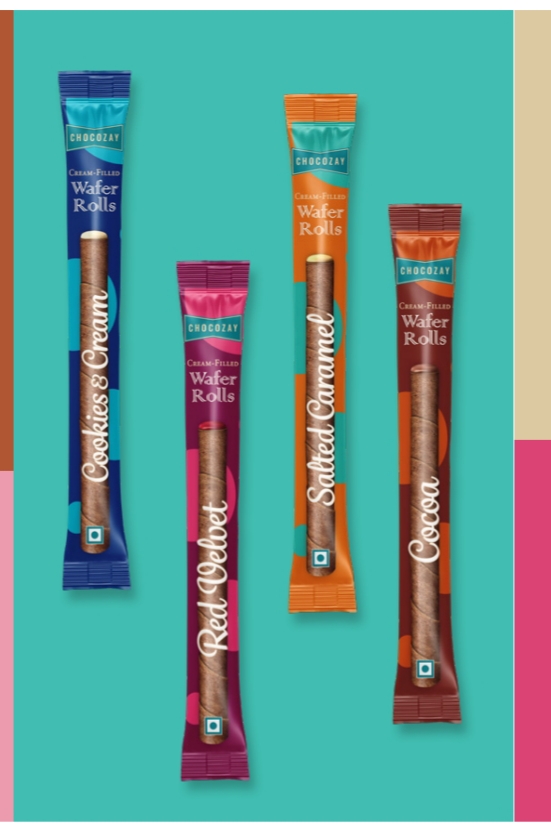 CHOCOZAY
CREAM-FILLED
Wafer
Rolls
Cookies & Cream
CHOCOZAY
CREAM-FILLED
Wafer
Rolls
Red Velvet
CHOCOZAY
CREAM-FILLED
Wafer
Rolls
Salted Caramel
CHOCOZAY
CREAM-FILLED
Wafer
Rolls
Cocoa